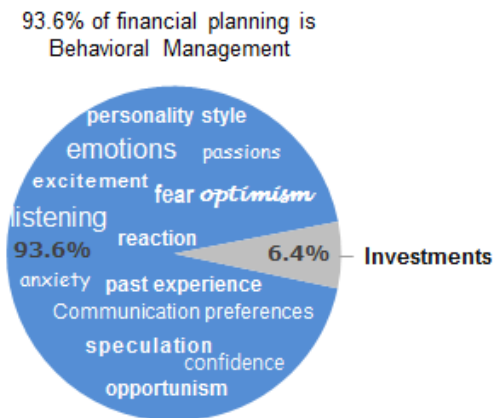 93.6% of financial planning is
Behavioral Management
personality style
emotions passions
excitement
fear optimism
listening
reaction
93.6%
6.4%
Investments
anxiety past experience
Communication preferences
speculation
confidence
opportunism